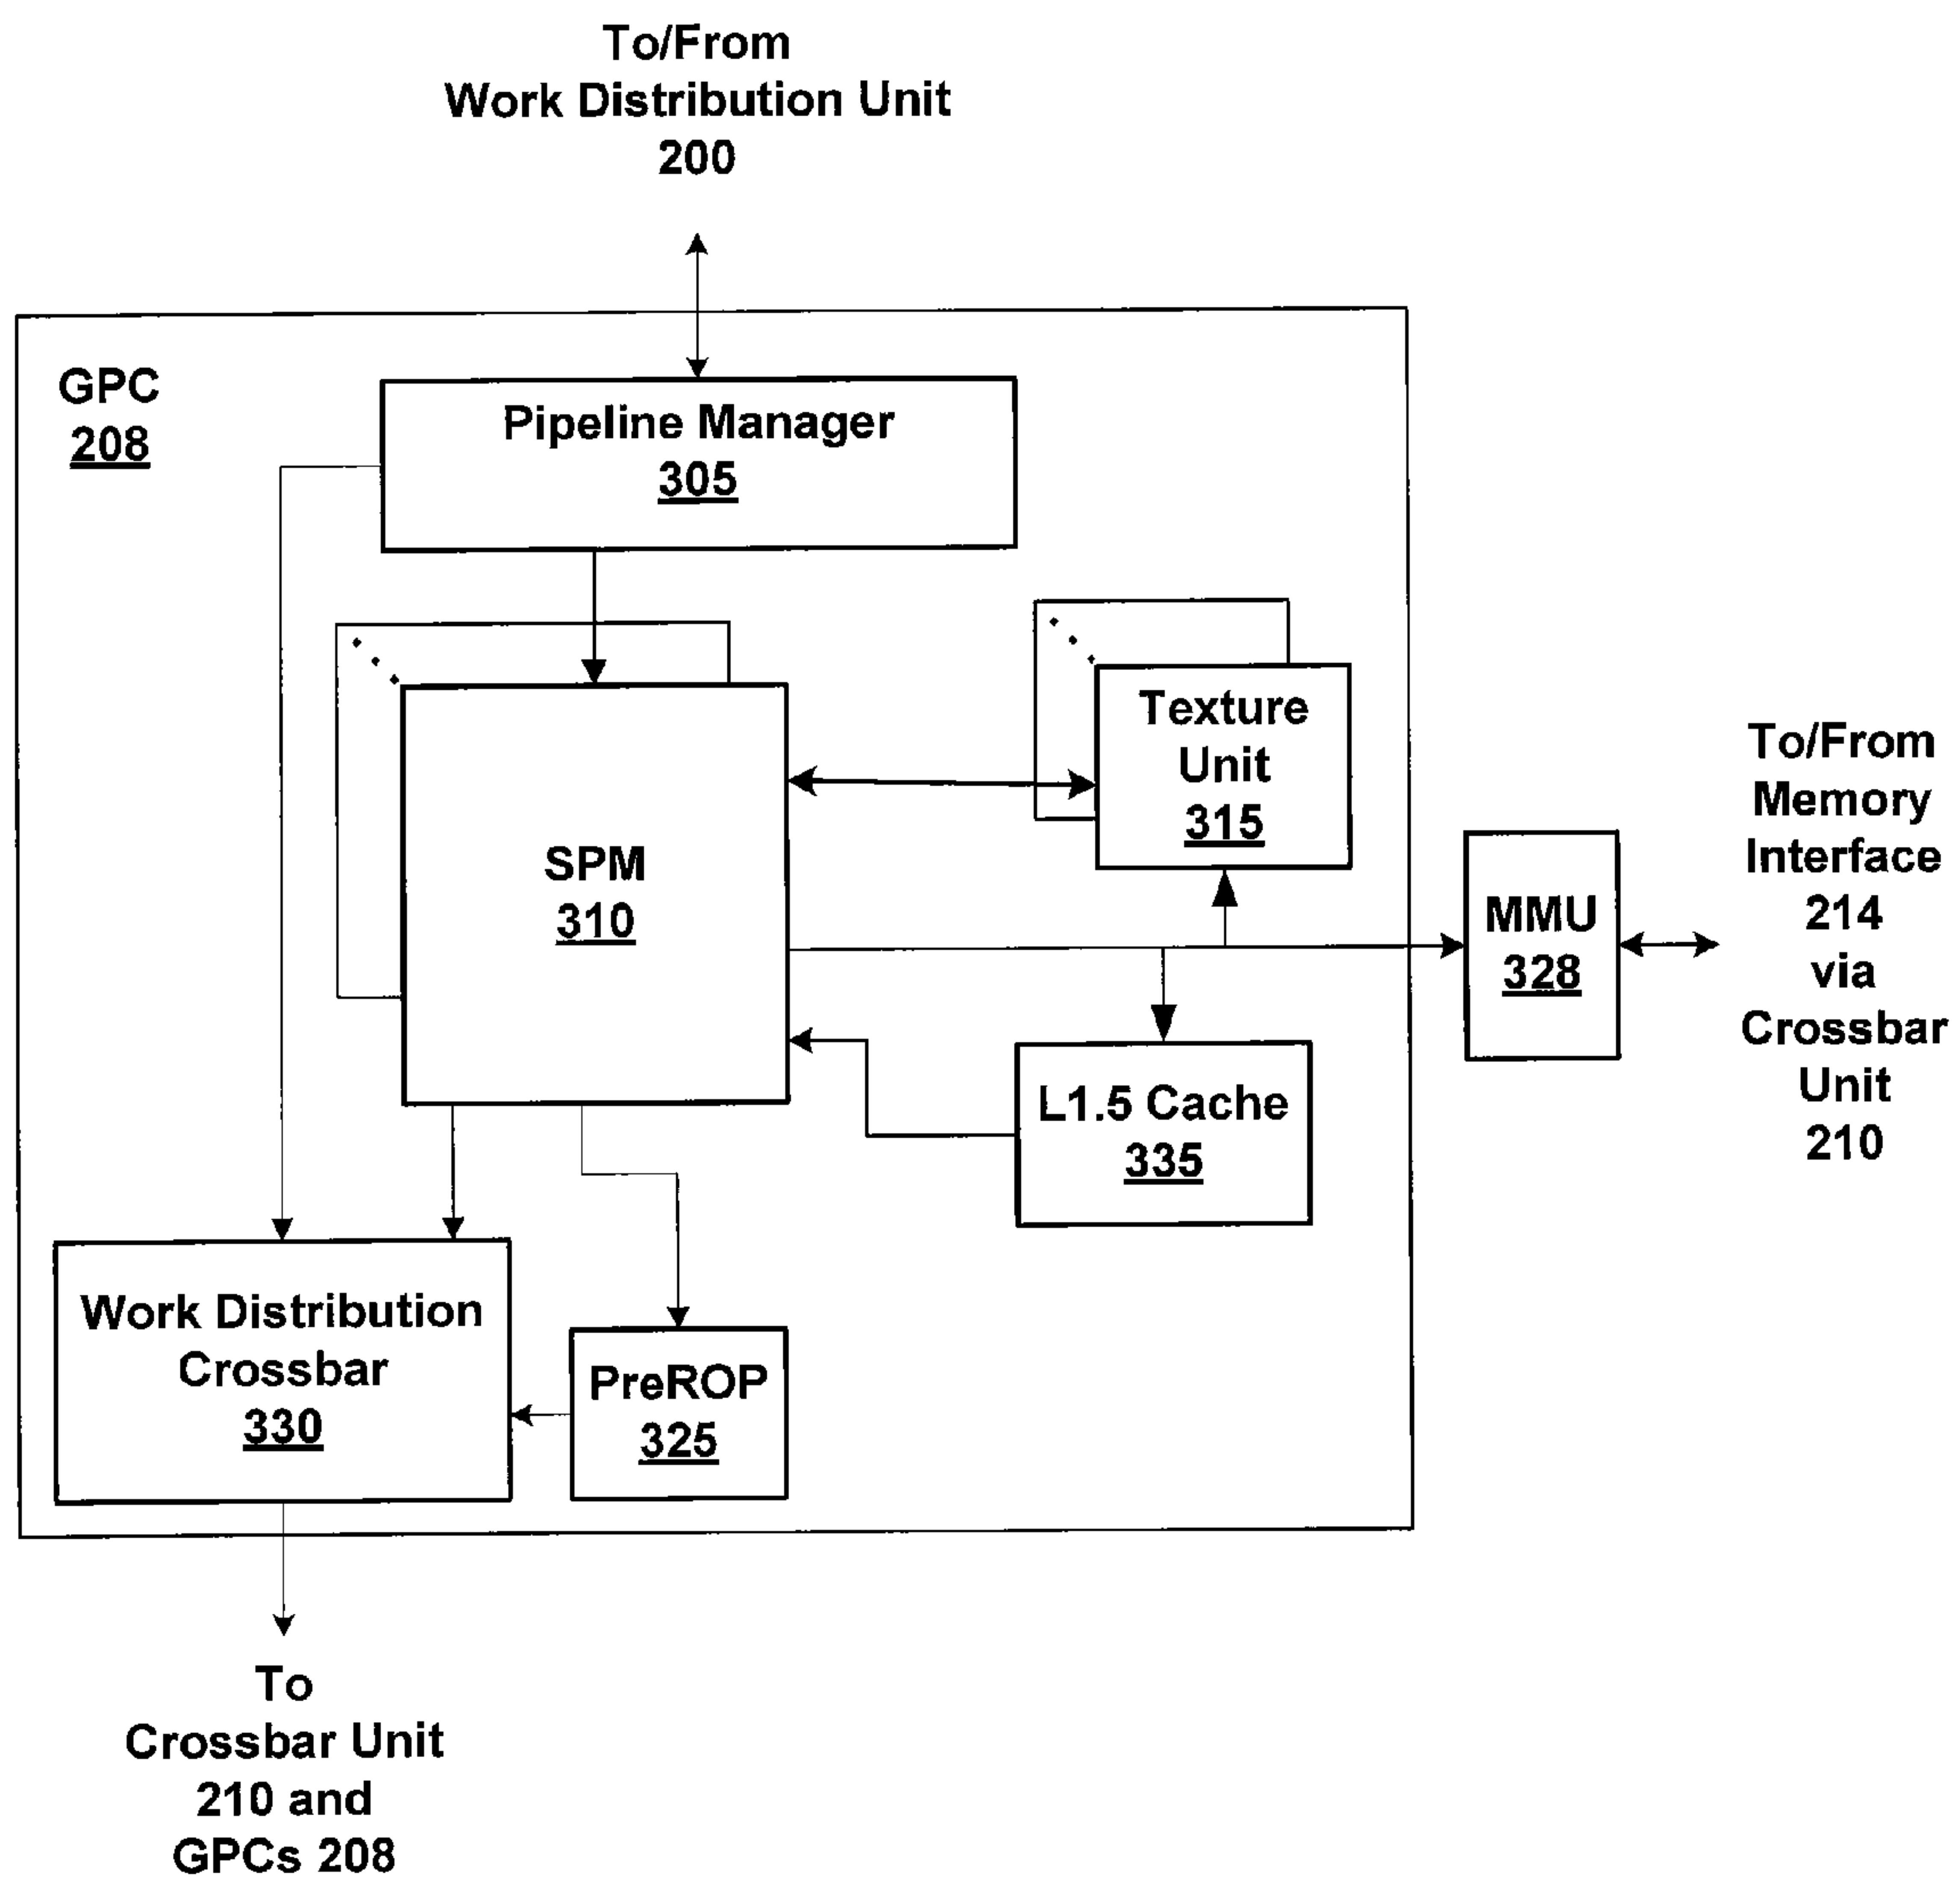 To/From
Work Distribution Unit
200
GPC
208
Pipeline Manager
305
Texture
Unit
315
SPM
310
To/From
Memory
Interface
214
via
Crossbar
Unit
210
MMU
328
L1.5 Cache
335
Work Distribution
Crossbar
330
PreROP
325
To
Crossbar Unit
210 and
GPCs 208